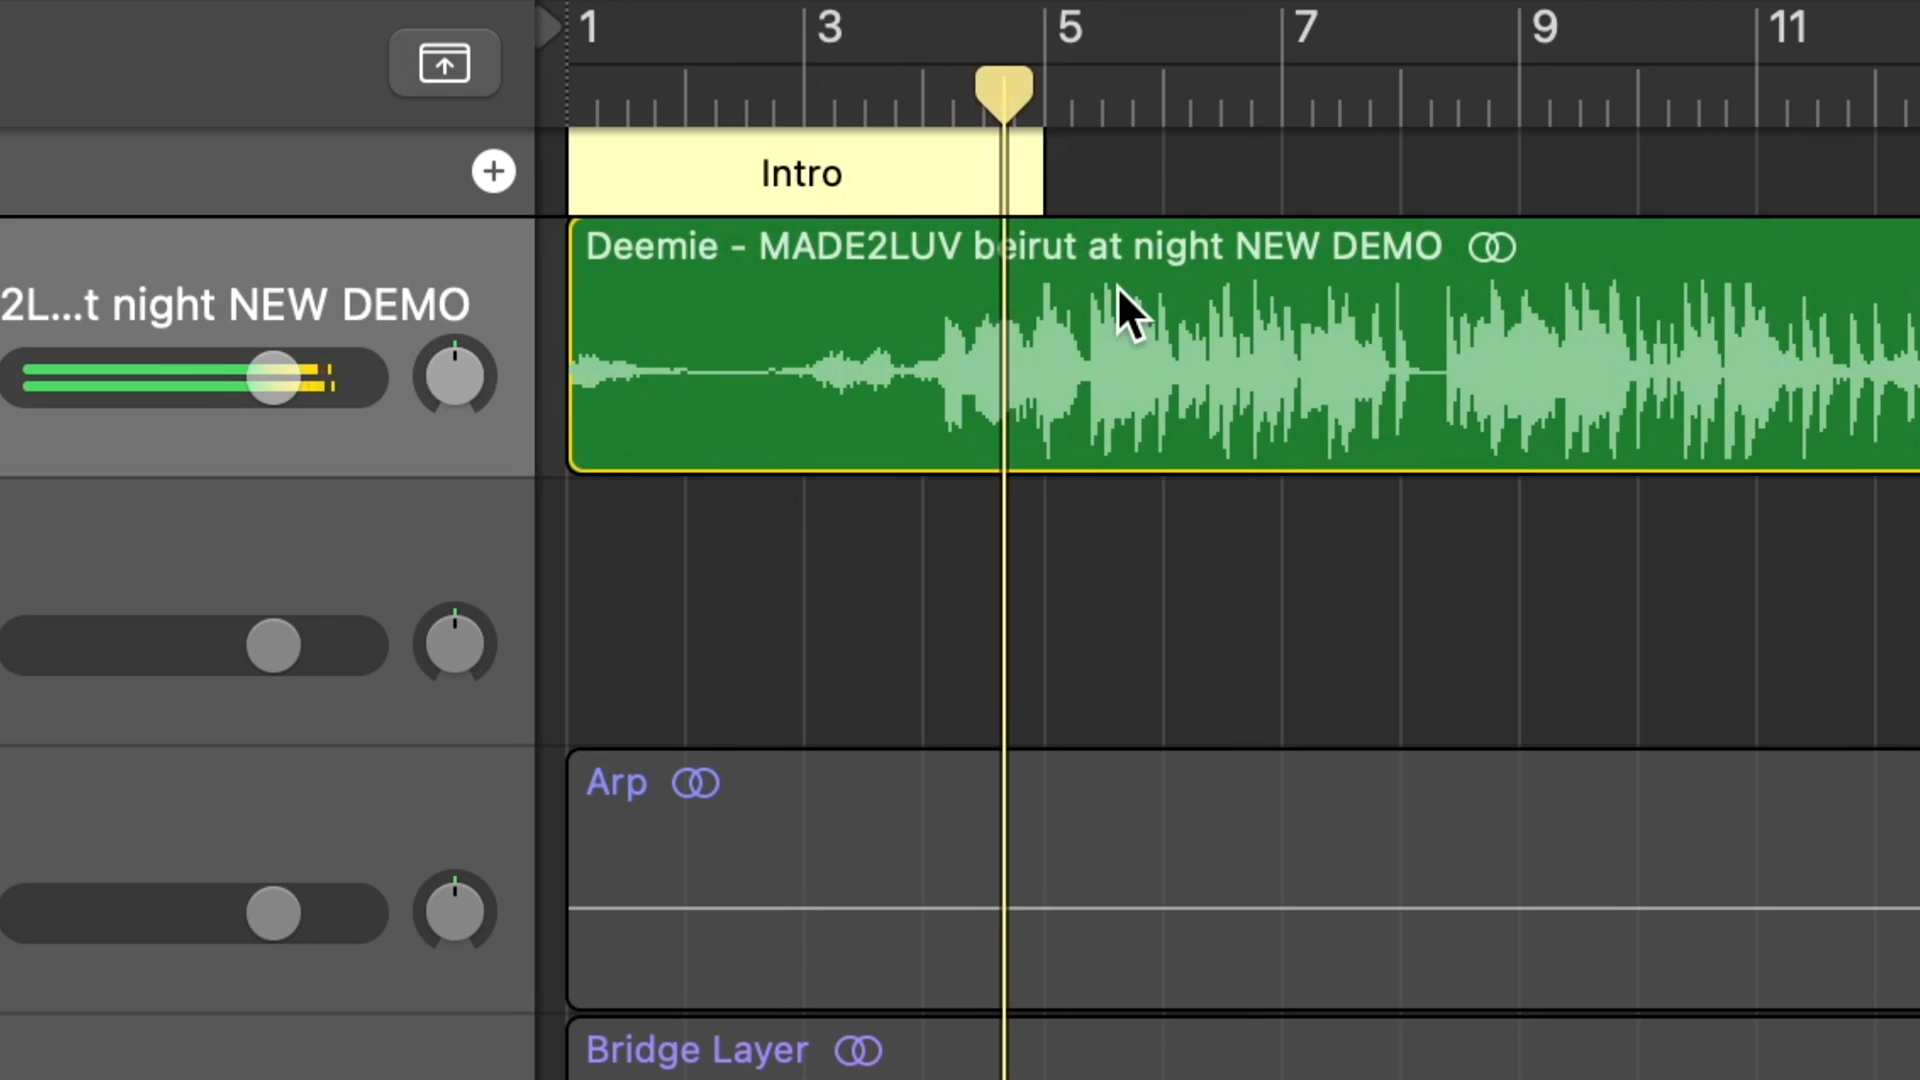 1 3 5 7 9 11
Intro
Deemie - MADE2LUV beirut at night NEW DEMO
2L...t night NEW DEMO
Arp
Bridge Layer